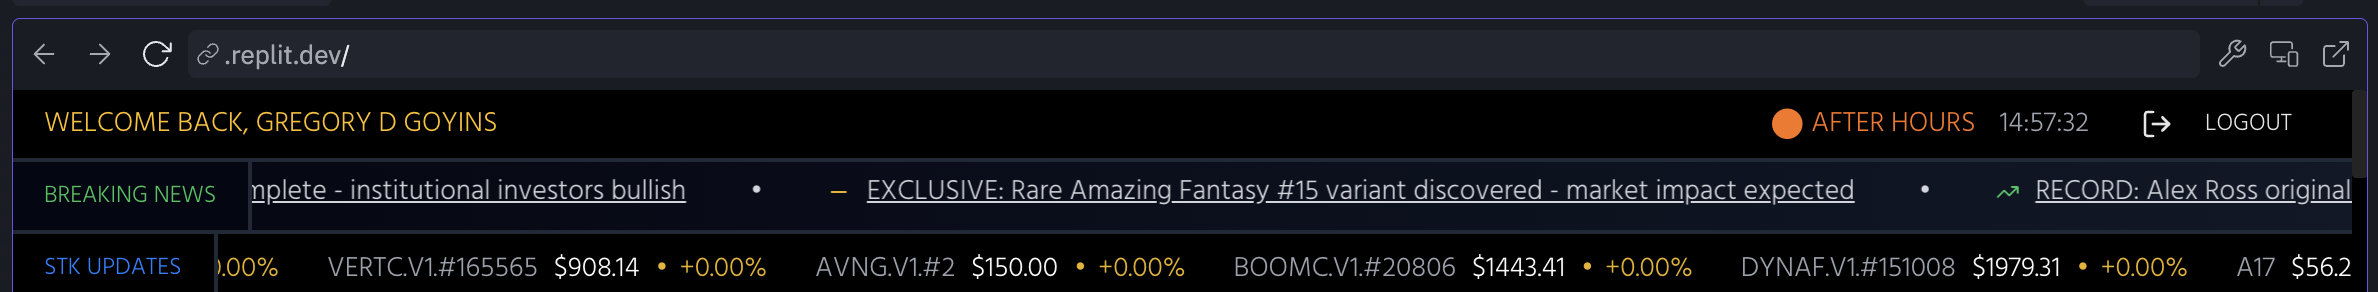 .replit.dev/
WELCOME BACK, GREGORY D GOYINS AFTER HOURS 14:57:32 LOGOUT
BREAKING NEWS mplete - institutional investors bullish • – EXCLUSIVE: Rare Amazing Fantasy #15 variant discovered - market impact expected • RECORD: Alex Ross original
STK UPDATES 0.00% VERTC.V1.#165565 $908.14 • +0.00% AVNG.V1.#2 $150.00 • +0.00% BOOMC.V1.#20806 $1443.41 • +0.00% DYNAF.V1.#151008 $1979.31 • +0.00% A17 $56.2